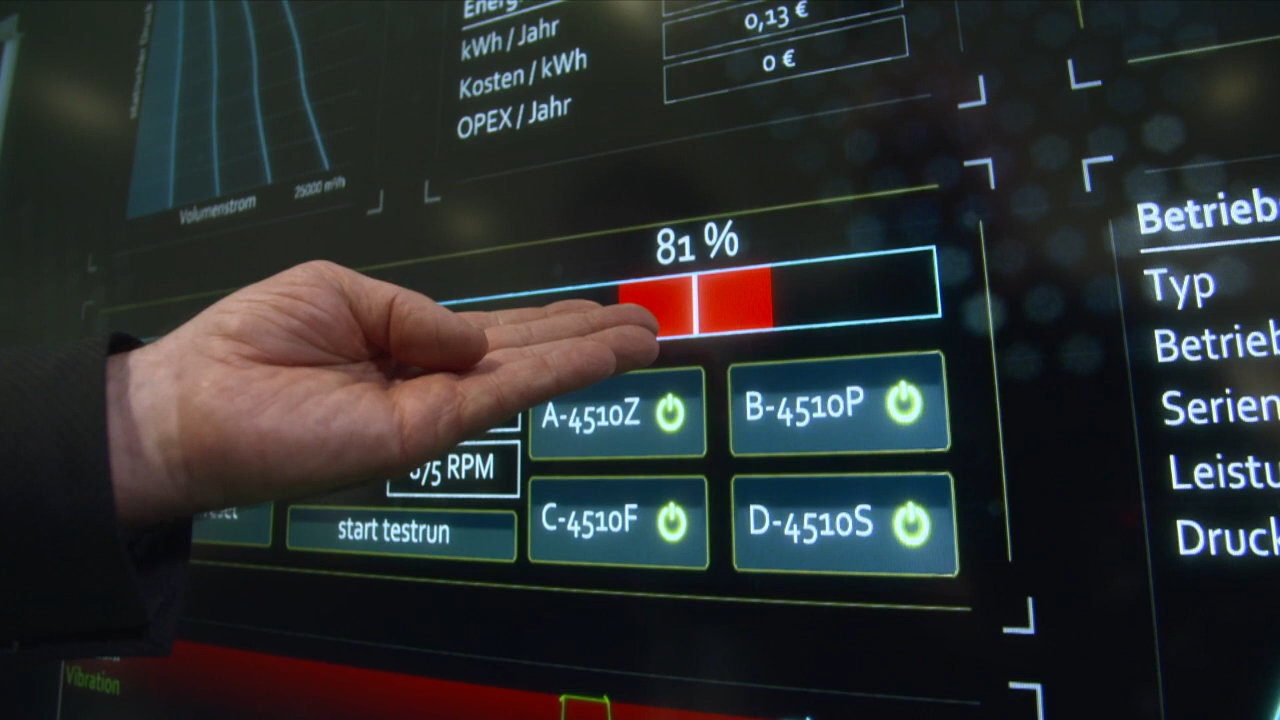 Volumenstrom
25000 m³/h
kWh / Jahr
Kosten / kWh
OPEX / Jahr
0,13 €
0 €
81 %
A-4510Z
B-4510P
RPM
C-4510F
D-4510S
start testrun
Vibration
Betrieb
Typ
Betrieb
Serien
Leistu
Druck